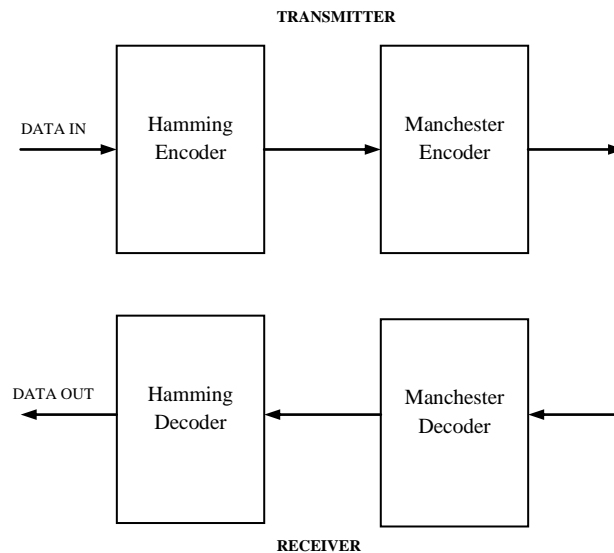 TRANSMITTER
DATA IN
Hamming
Encoder
Manchester
Encoder
DATA OUT
Hamming
Decoder
Manchester
Decoder
RECEIVER